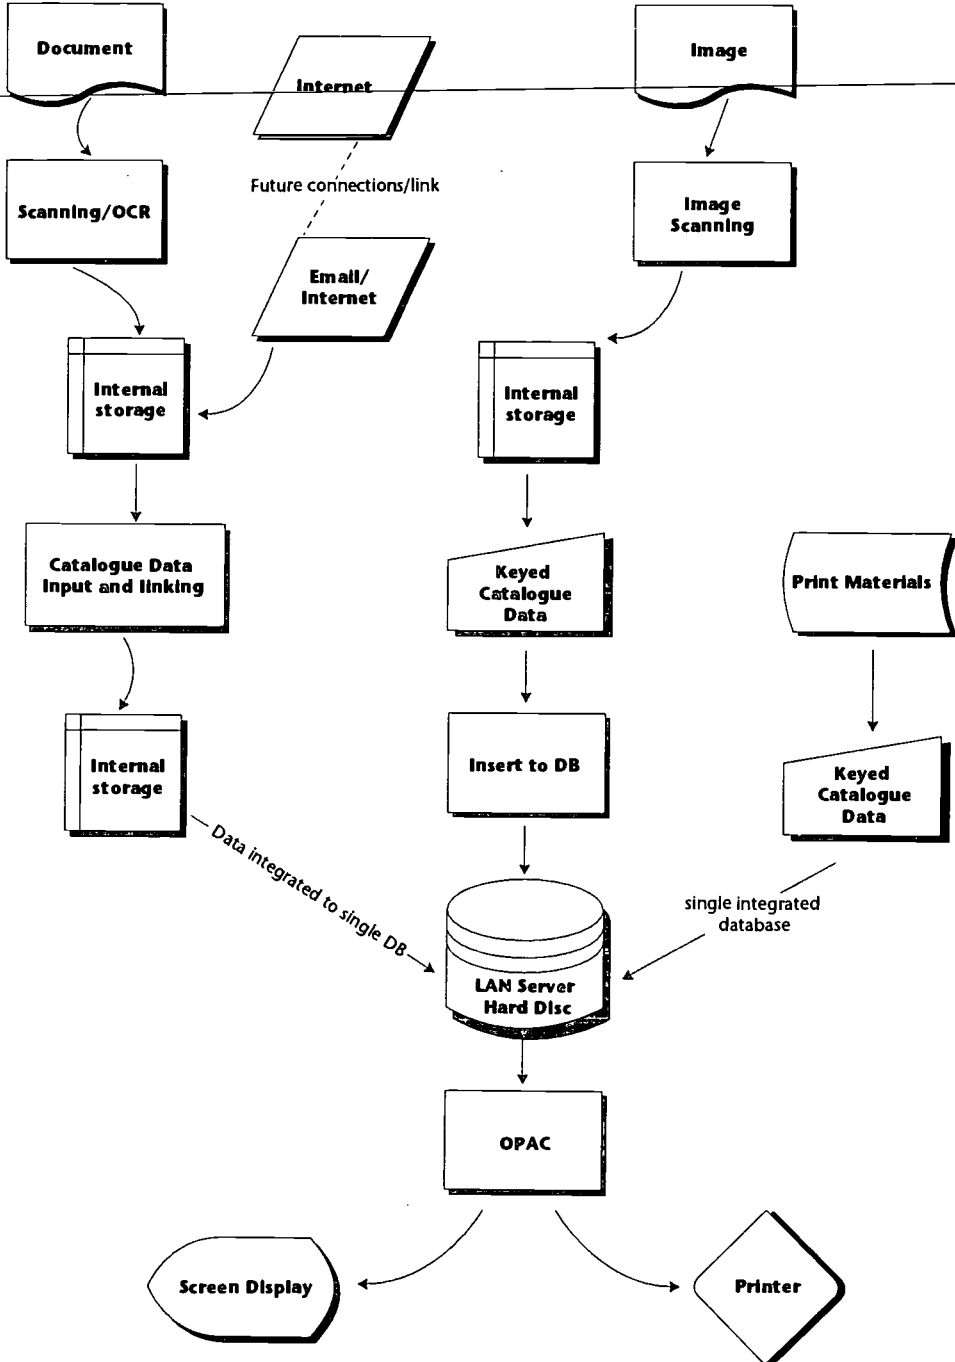 Document
Internet
Image
Future connections/link
Scanning/OCR
Image
Scanning
Email/
Internet
Internal
storage
Internal
storage
Catalogue Data
Input and linking
Keyed
Catalogue
Data
Print Materials
Internal
storage
Insert to DB
Keyed
Catalogue
Data
Data integrated to single DB
single integrated
database
LAN Server
Hard Disc
OPAC
Screen Display
Printer